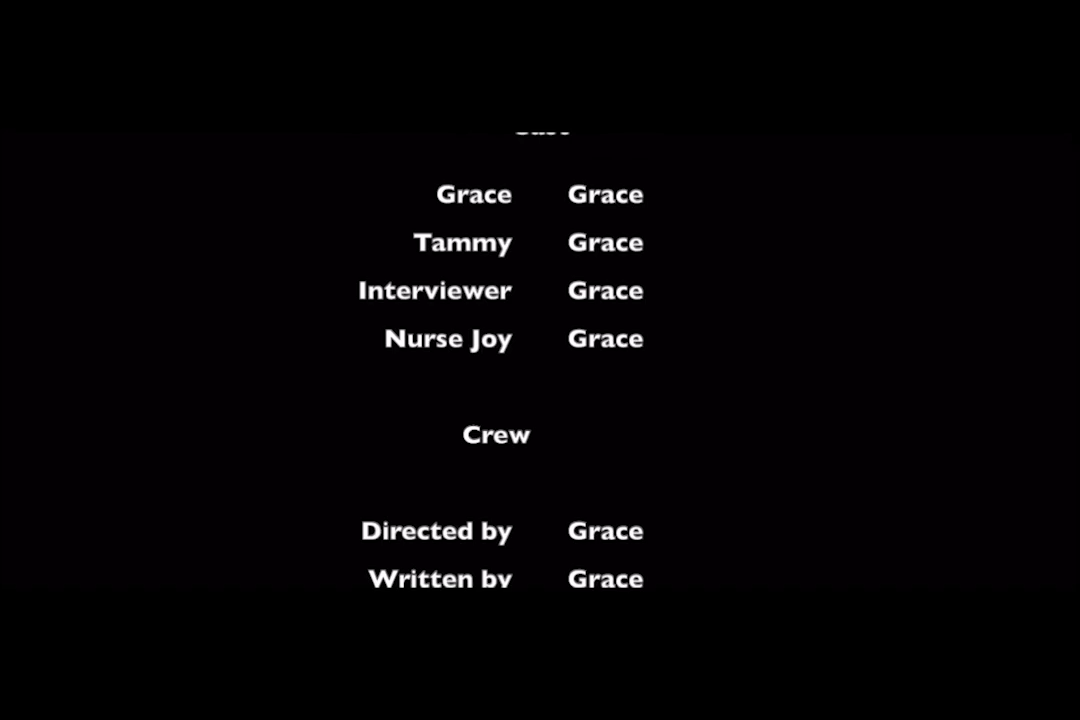 Grace Grace
Tammy Grace
Interviewer Grace
Nurse Joy Grace
Crew
Directed by Grace
Written by Grace